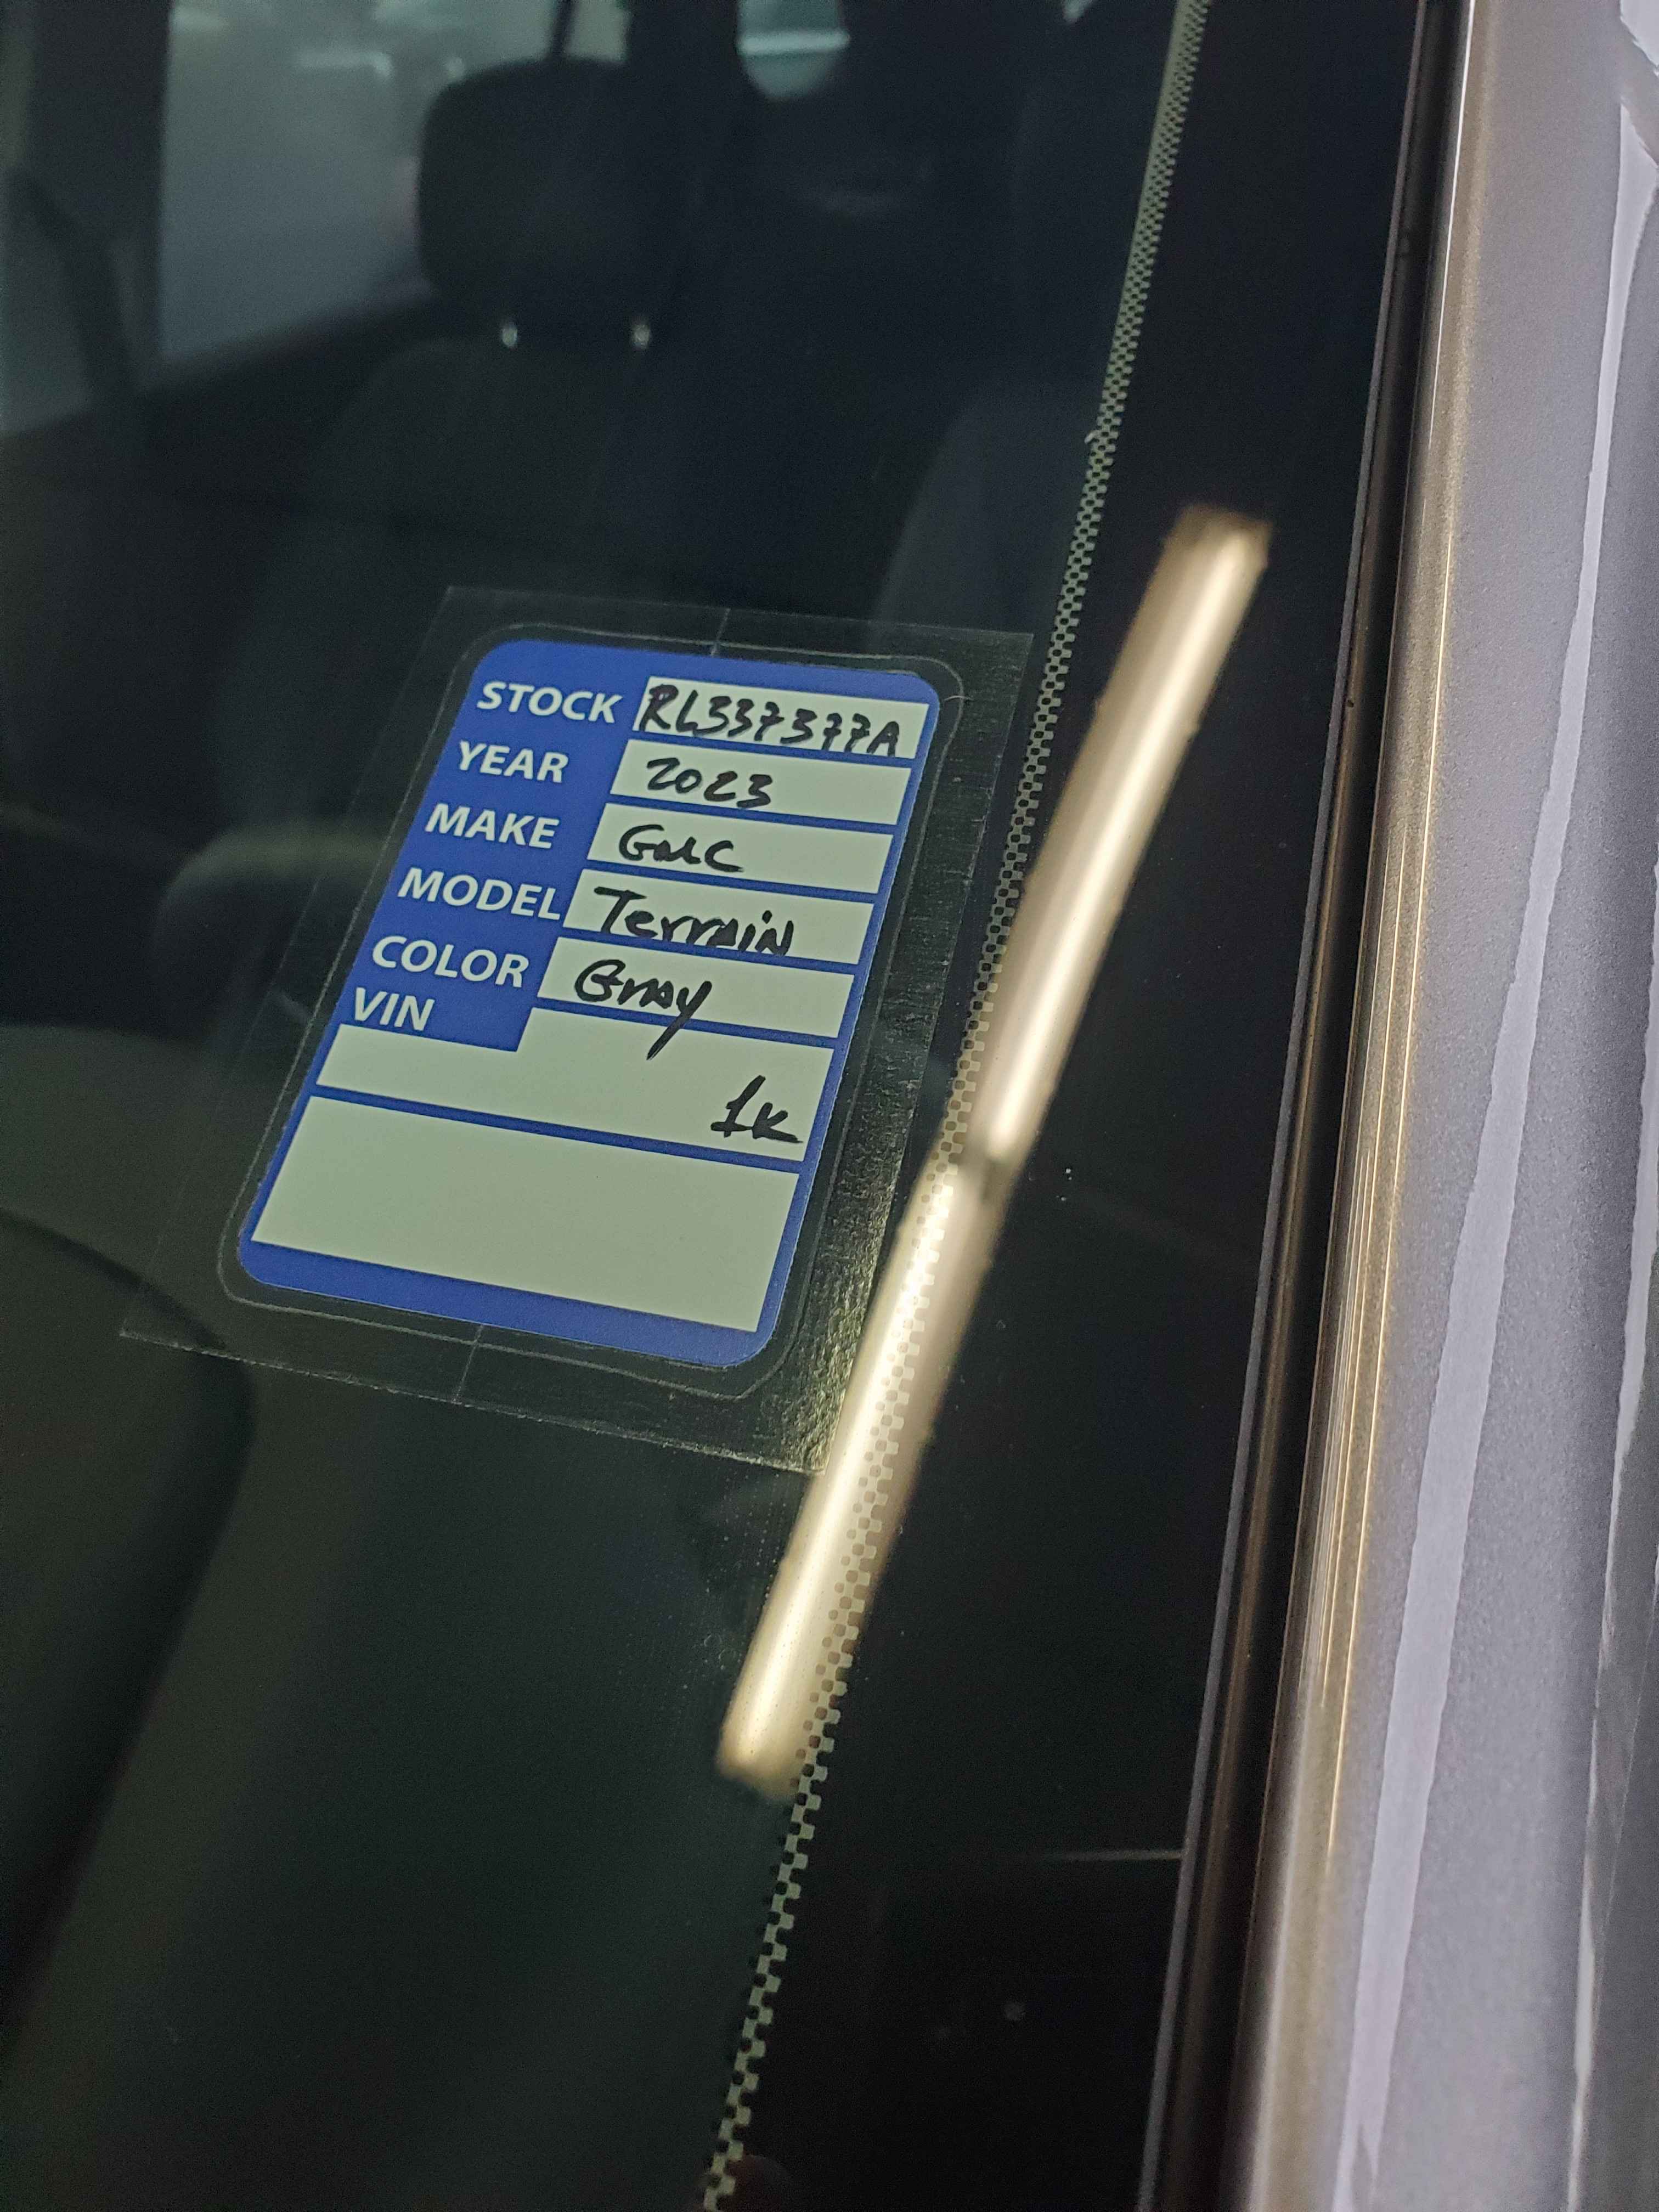 STOCK RL337377A
YEAR 2023
MAKE GMC
MODEL Terrain
COLOR Gray
VIN
1k